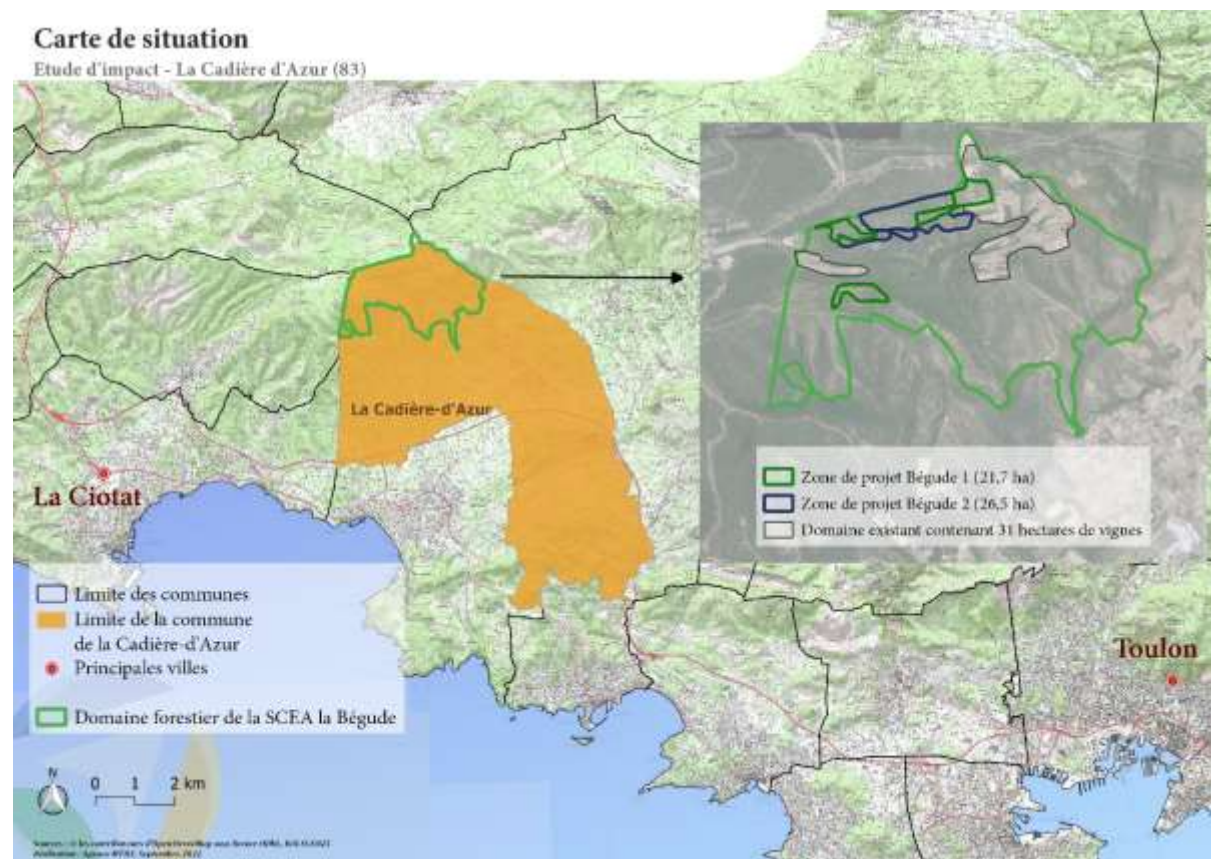 Carte de situation
Etude d'impact - La Cadière d'Azur (83)
La Cadière-d'Azur
La Ciotat
Toulon
Zone de projet Bégude 1 (21,7 ha)
Zone de projet Bégude 2 (26,5 ha)
Domaine existant contenant 31 hectares de vignes
Limite des communes
Limite de la commune
de la Cadière-d'Azur
Principales villes
Domaine forestier de la SCEA la Bégude
N
0 1 2 km